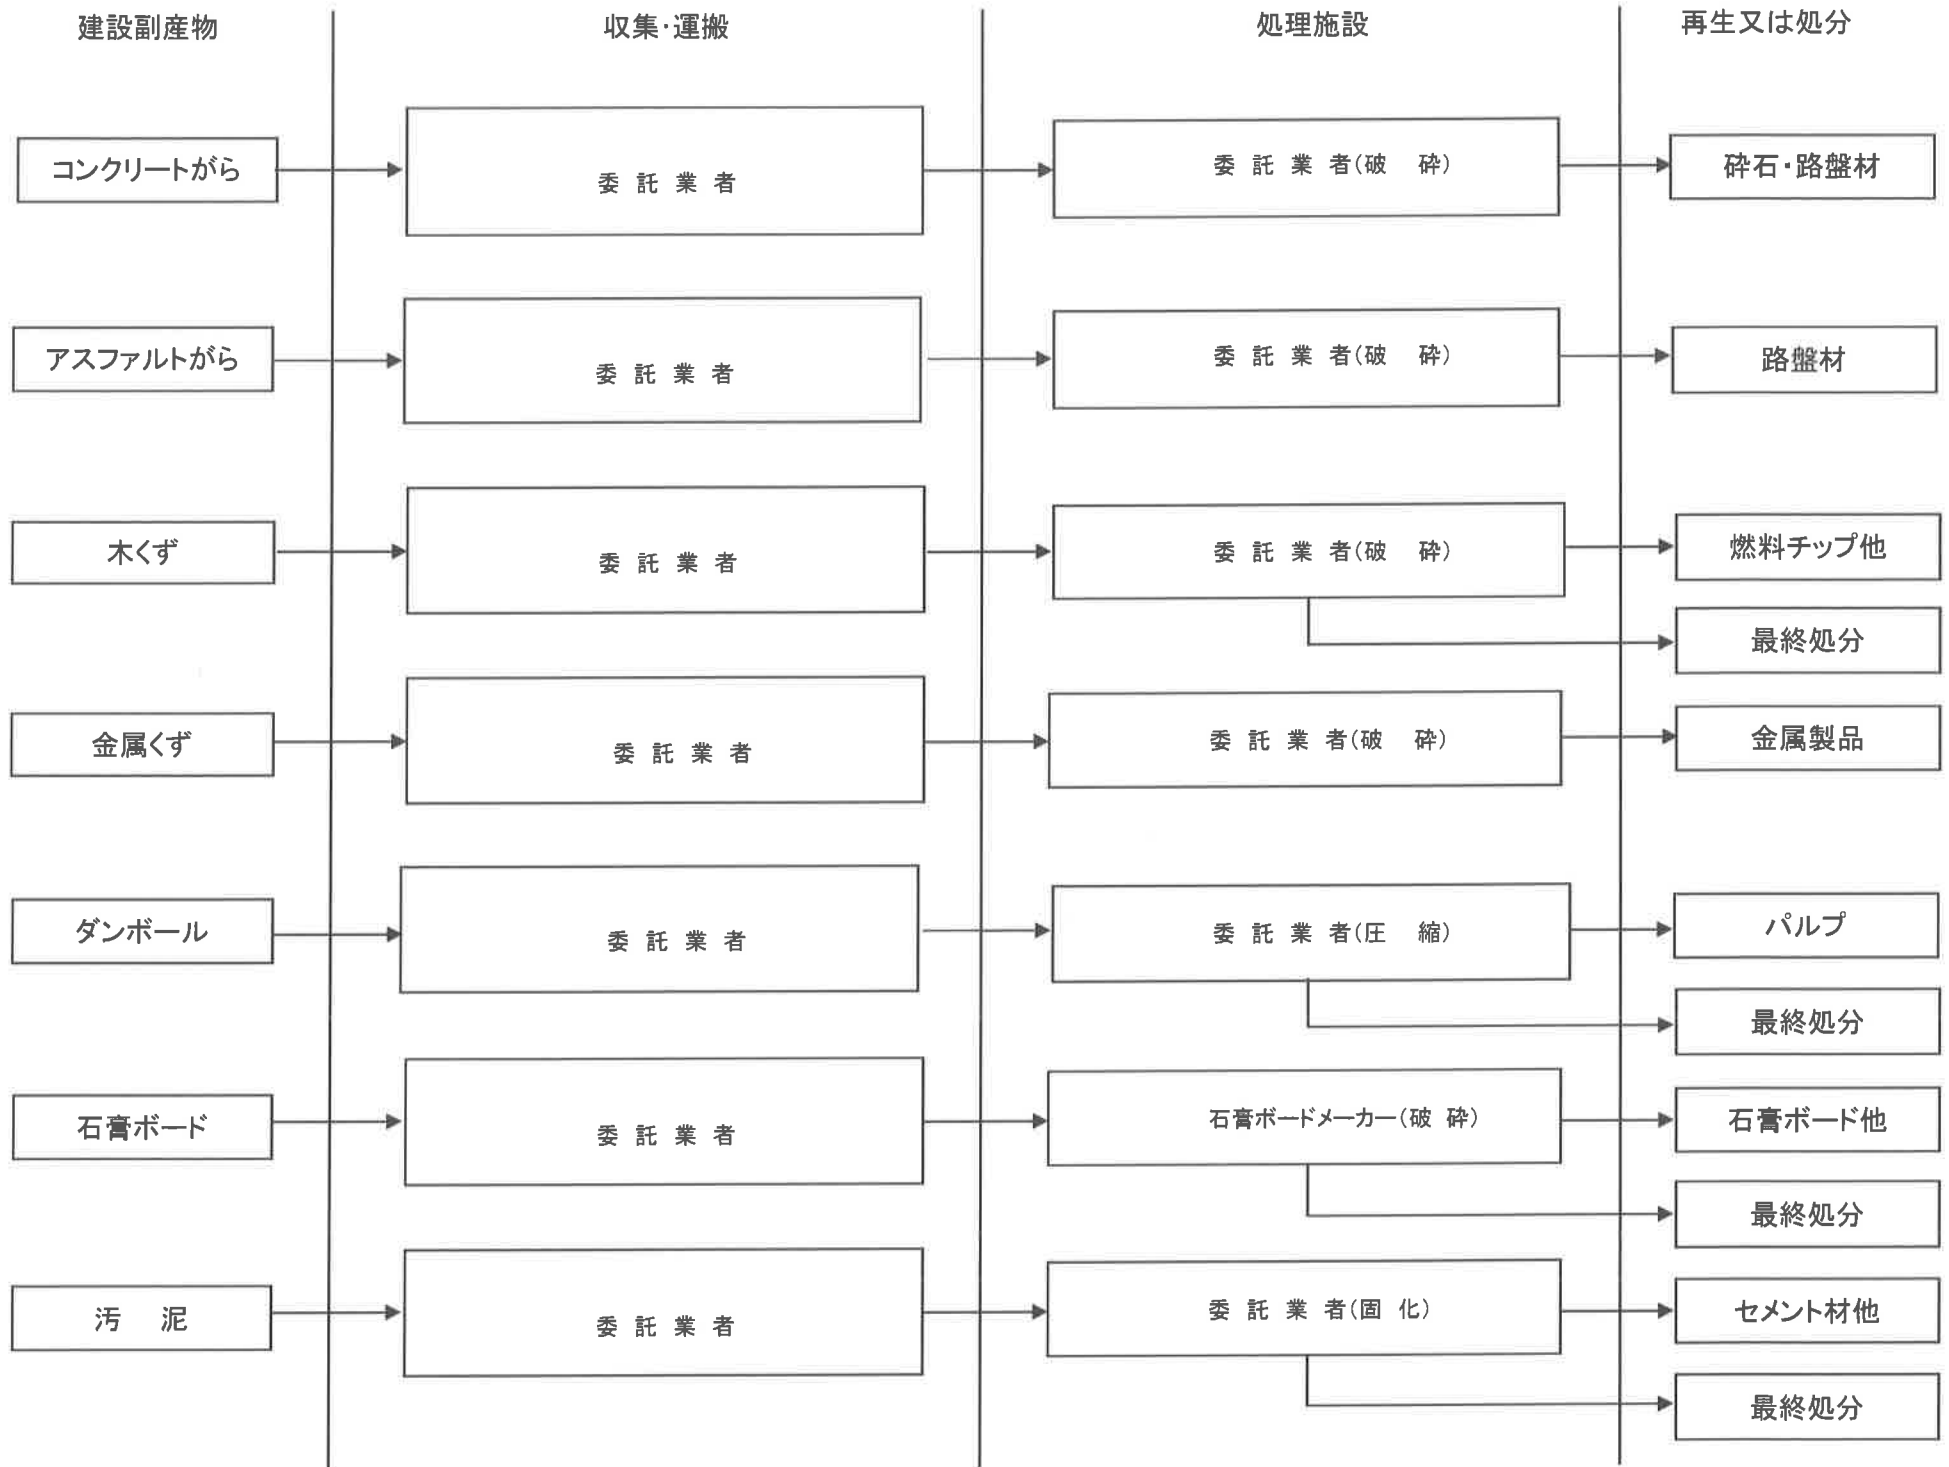 建設副産物 収集・運搬 処理施設 再生又は処分
コンクリートがら 委託業者 委託業者(破 砕) 砕石・路盤材
アスファルトがら 委託業者 委託業者(破 砕) 路盤材
木くず 委託業者 委託業者(破 砕) 燃料チップ他
最終処分
金属くず 委託業者 委託業者(破 砕) 金属製品
ダンボール 委託業者 委託業者(圧 縮) パルプ
最終処分
石膏ボード 委託業者 石膏ボードメーカー(破 砕) 石膏ボード他
最終処分
汚 泥 委託業者 委託業者(固 化) セメント材他
最終処分